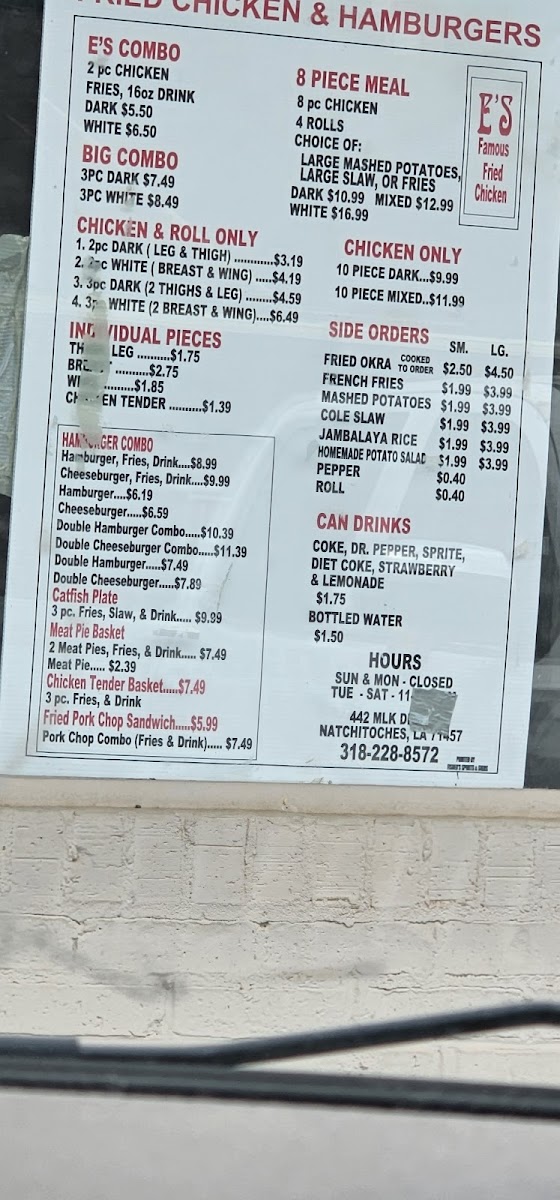 FRIED CHICKEN & HAMBURGERS
E'S COMBO
2 pc CHICKEN
FRIES, 16oz DRINK
DARK $5.50
WHITE $6.50
BIG COMBO
3PC DARK $7.49
3PC WHITE $8.49
8 PIECE MEAL
8 pc CHICKEN
4 ROLLS
CHOICE OF:
LARGE MASHED POTATOES,
LARGE SLAW, OR FRIES
DARK $10.99 MIXED $12.99
WHITE $16.99
E'S
Famous
Fried
Chicken
CHICKEN & ROLL ONLY
1. 2pc DARK ( LEG & THIGH) ............$3.19
2. WHITE ( BREAST & WING) .....$4.19
3. 3pc DARK (2 THIGHS & LEG) ........$4.59
4. WHITE (2 BREAST & WING)....$6.49
CHICKEN ONLY
10 PIECE DARK...$9.99
10 PIECE MIXED..$11.99
INDIVIDUAL PIECES
LEG ..........$1.75
..........$2.75
.........$1.85
CHICKEN TENDER ..........$1.39
SIDE ORDERS SM. LG.
FRIED OKRA COOKED TO ORDER $2.50 $4.50
FRENCH FRIES $1.99 $3.99
MASHED POTATOES $1.99 $3.99
COLE SLAW $1.99 $3.99
JAMBALAYA RICE $1.99 $3.99
HOMEMADE POTATO SALAD $1.99 $3.99
PEPPER $0.40
ROLL $0.40
HAMBURGER COMBO
Hamburger, Fries, Drink....$8.99
Cheeseburger, Fries, Drink....$9.99
Hamburger....$6.19
Cheeseburger.....$6.59
Double Hamburger Combo.....$10.39
Double Cheeseburger Combo.....$11.39
Double Hamburger.....$7.49
Double Cheeseburger.....$7.89
Catfish Plate
3 pc. Fries, Slaw, & Drink..... $9.99
Meat Pie Basket
2 Meat Pies, Fries, & Drink..... $7.49
Meat Pie..... $2.39
Chicken Tender Basket.....$7.49
3 pc. Fries, & Drink
Fried Pork Chop Sandwich.....$5.99
Pork Chop Combo (Fries & Drink)..... $7.49
CAN DRINKS
COKE, DR. PEPPER, SPRITE,
DIET COKE, STRAWBERRY
& LEMONADE
$1.75
BOTTLED WATER
$1.50
HOURS
SUN & MON - CLOSED
TUE - SAT - 11-
442 MLK
NATCHITOCHES, LA 71457
318-228-8572